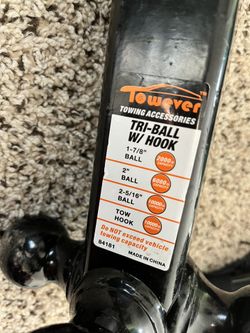 Towever
TOWING ACCESSORIES
TRI-BALL
W/ HOOK
1-7/8"
BALL
2"
BALL
2-5/16"
BALL
TOW
HOOK
Do NOT exceed vehicle
towing capacity
84181
MADE IN CHINA